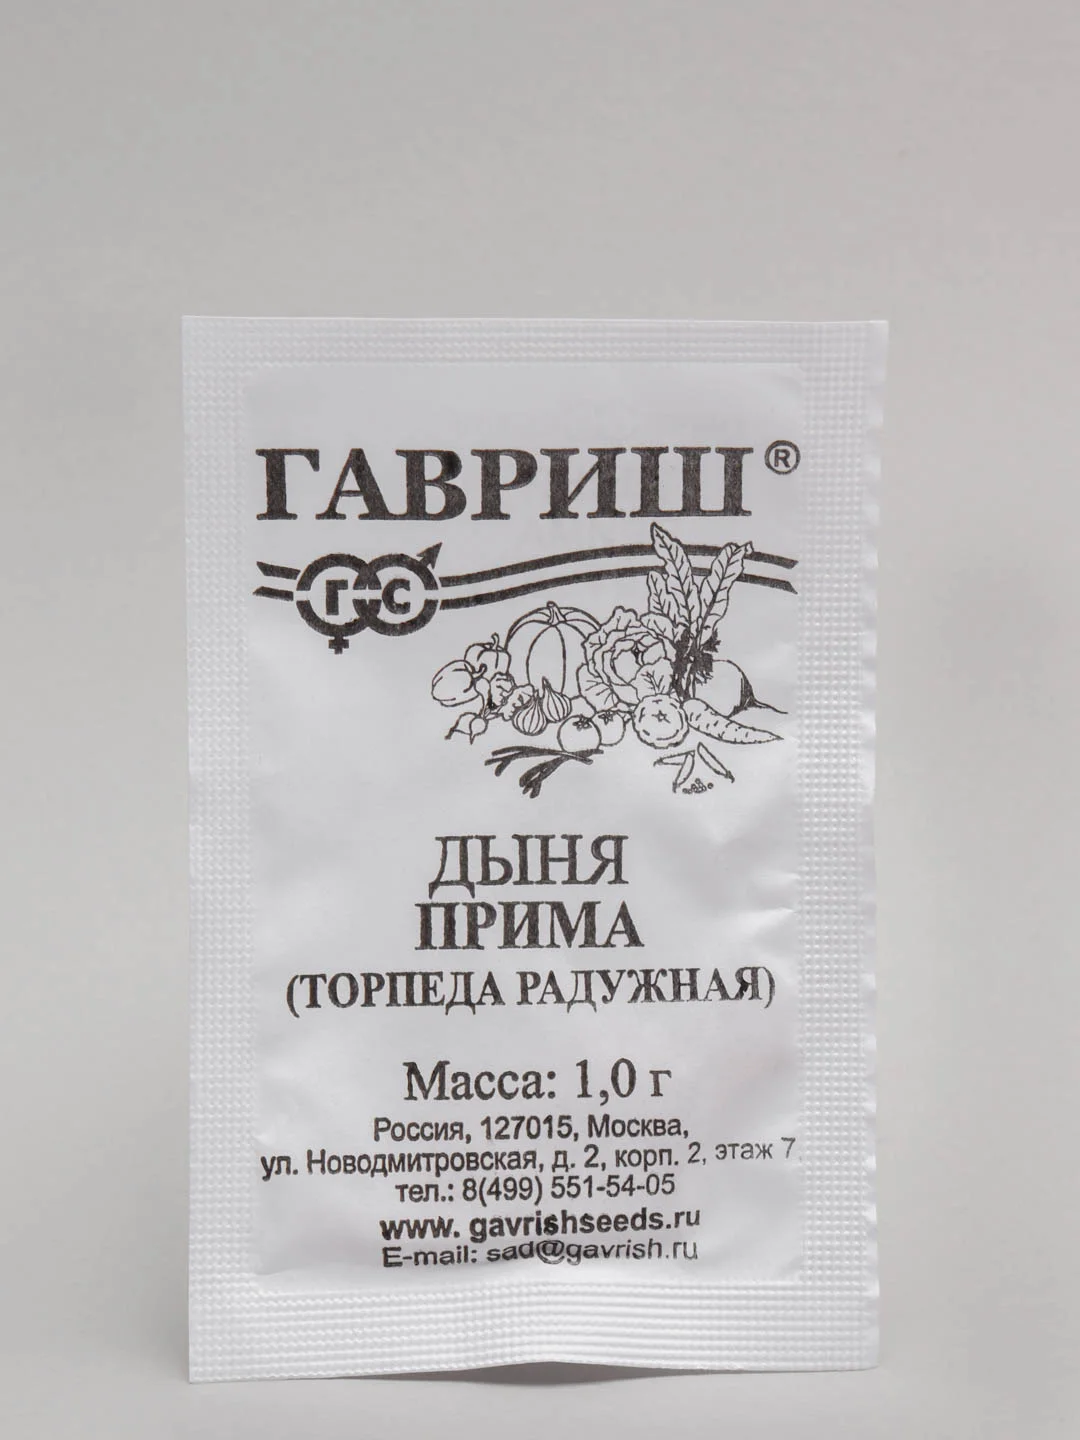 ГАВРИШ®
ГС
ДЫНЯ
ПРИМА
(ТОРПЕДА РАДУЖНАЯ)
Масса: 1,0 г
Россия, 127015, Москва,
ул. Новодмитровская, д. 2, корп. 2, этаж 7,
тел.: 8(499) 551-54-05
www. gavrishseeds.ru
E-mail: sad@gavrish.ru